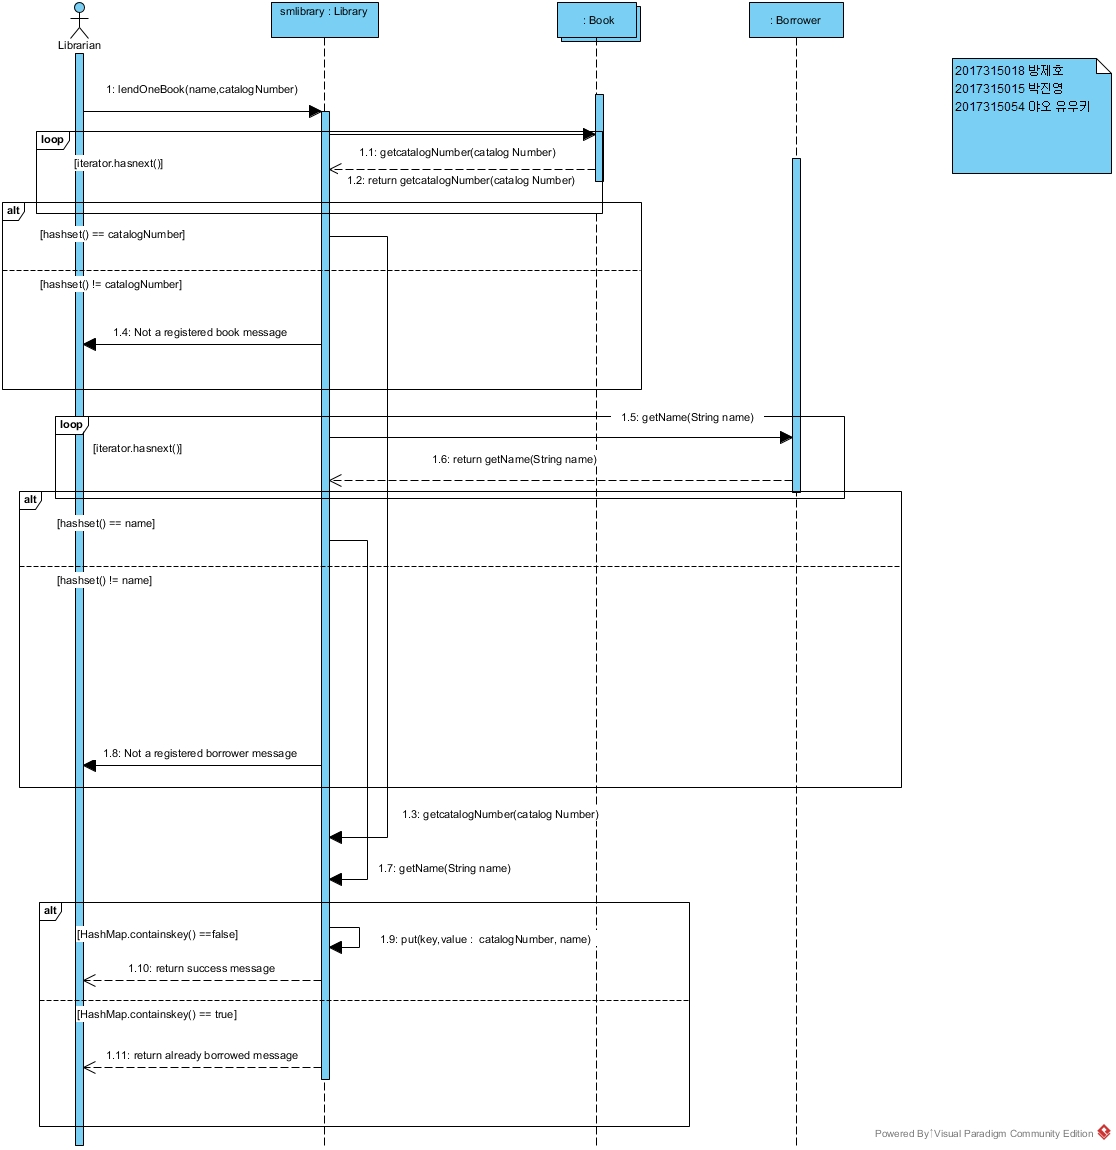 smlibrary : Library
: Book
: Borrower
Librarian
2017315018 방제호
2017315015 박진영
2017315054 야오 유우키
1: lendOneBook(name,catalogNumber)
loop
[iterator.hasnext()]
1.1: getcatalogNumber(catalog Number)
1.2: return getcatalogNumber(catalog Number)
alt
[hashset() == catalogNumber]
[hashset() != catalogNumber]
1.4: Not a registered book message
1.5: getName(String name)
loop
[iterator.hasnext()]
1.6: return getName(String name)
alt
[hashset() == name]
[hashset() != name]
1.8: Not a registered borrower message
1.3: getcatalogNumber(catalog Number)
1.7: getName(String name)
alt
[HashMap.containskey() ==false]
1.9: put(key,value : catalogNumber, name)
1.10: return success message
[HashMap.containskey() == true]
1.11: return already borrowed message
Powered By↑Visual Paradigm Community Edition